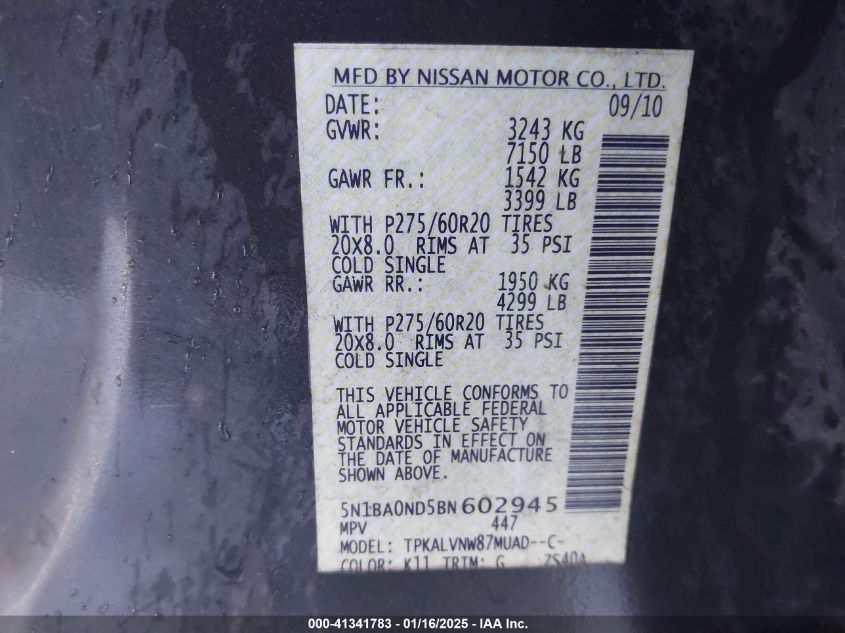 MFD BY NISSAN MOTOR CO., LTD.
DATE: 09/10
GVWR: 3243 KG
7150 LB
GAWR FR.: 1542 KG
3399 LB
WITH P275/60R20 TIRES
20X8.0 RIMS AT 35 PSI
COLD SINGLE
GAWR RR.: 1950 KG
4299 LB
WITH P275/60R20 TIRES
20X8.0 RIMS AT 35 PSI
COLD SINGLE
THIS VEHICLE CONFORMS TO
ALL APPLICABLE FEDERAL
MOTOR VEHICLE SAFETY
STANDARDS IN EFFECT ON
THE DATE OF MANUFACTURE
SHOWN ABOVE.
5N1BA0ND5BN602945
MPV 447
MODEL: TPKALVNW87MUAD--C-
COLOR: K11 TRIM: G ZS40A
000-41341783 - 01/16/2025 - IAA Inc.